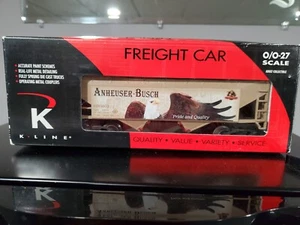 • ACCURATE PAINT SCHEMES
• REAL-LIFE METAL DETAILING
• FULLY SPRUNG DIE CAST TRUCKS
• OPERATING METAL COUPLERS
FREIGHT CAR
O/O-27
SCALE
K
K-LINE
ANHEUSER-BUSCH
Pride and Quality
QUALITY • VALUE • VARIETY • SERVICE